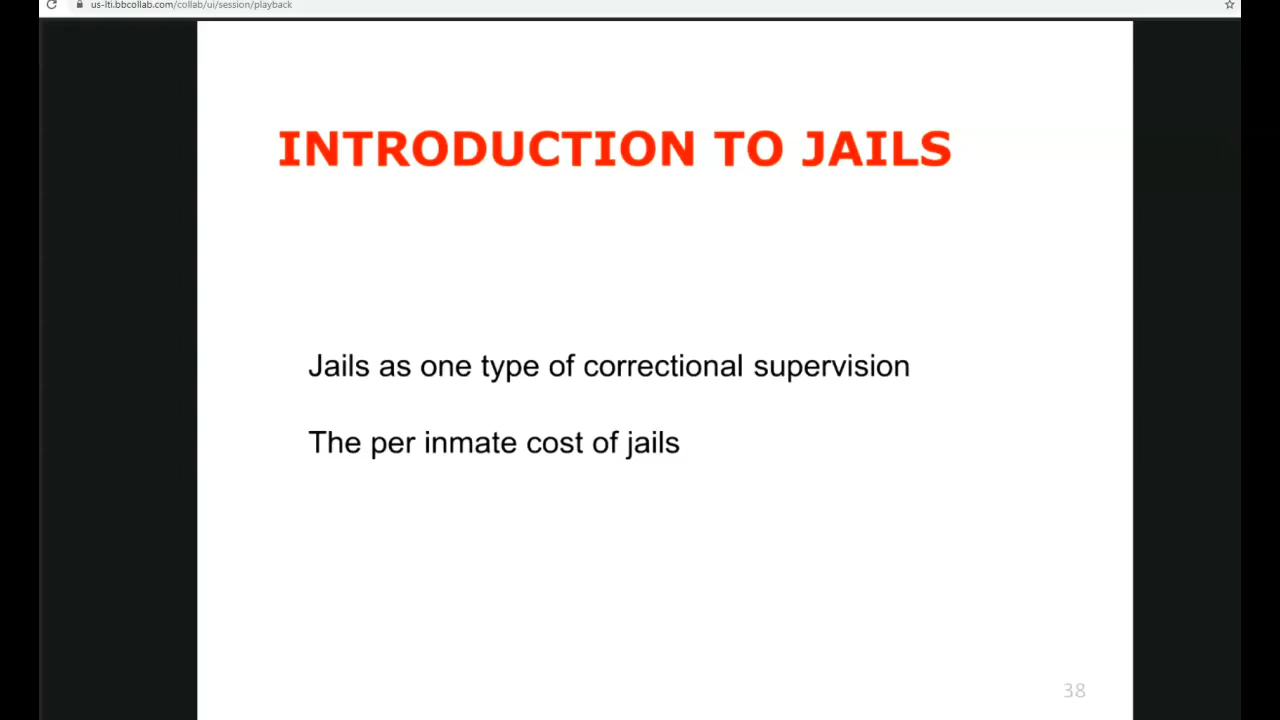 us-lti.bbcollab.com/collab/ui/session/playback
INTRODUCTION TO JAILS
Jails as one type of correctional supervision
The per inmate cost of jails
38